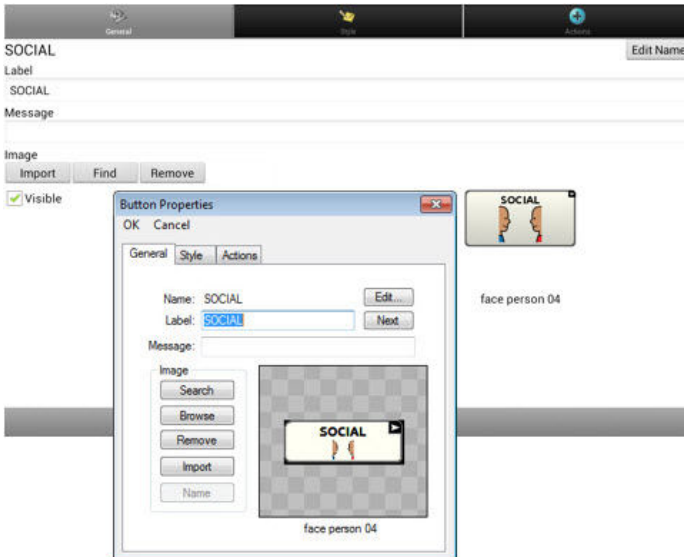 General Style Actions
SOCIAL Edit Name
Label
SOCIAL
Message
Image
Import Find Remove
Visible
SOCIAL
face person 04
Button Properties
OK Cancel
General Style Actions
Name: SOCIAL Edit...
Label: SOCIAL Next
Message:
Image
Search
Browse
Remove
Import
Name
SOCIAL
face person 04